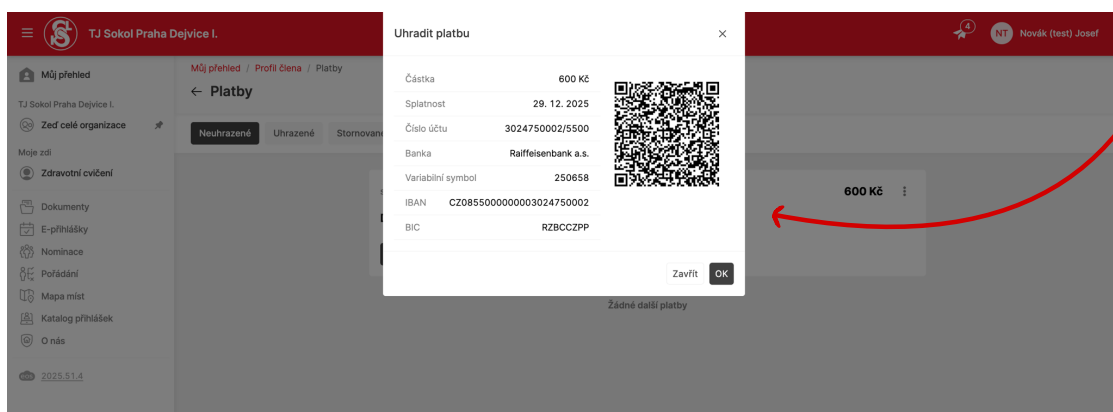 TJ Sokol Praha Dejvice I.
4
NT Novák (test) Josef
Můj přehled
TJ Sokol Praha Dejvice I.
Zeď celé organizace
Moje zdi
Zdravotní cvičení
Dokumenty
E-přihlášky
Nominace
Pořádání
Mapa míst
Katalog přihlášek
O nás
2025.51.4
Můj přehled / Profil člena / Platby
← Platby
Neuhrazené Uhrazené Stornované
600 Kč
Žádné další platby
Uhradit platbu ×
Částka 600 Kč
Splatnost 29. 12. 2025
Číslo účtu 3024750002/5500
Banka Raiffeisenbank a.s.
Variabilní symbol 250658
IBAN CZ0855000000003024750002
BIC RZBCCZPP
Zavřít OK